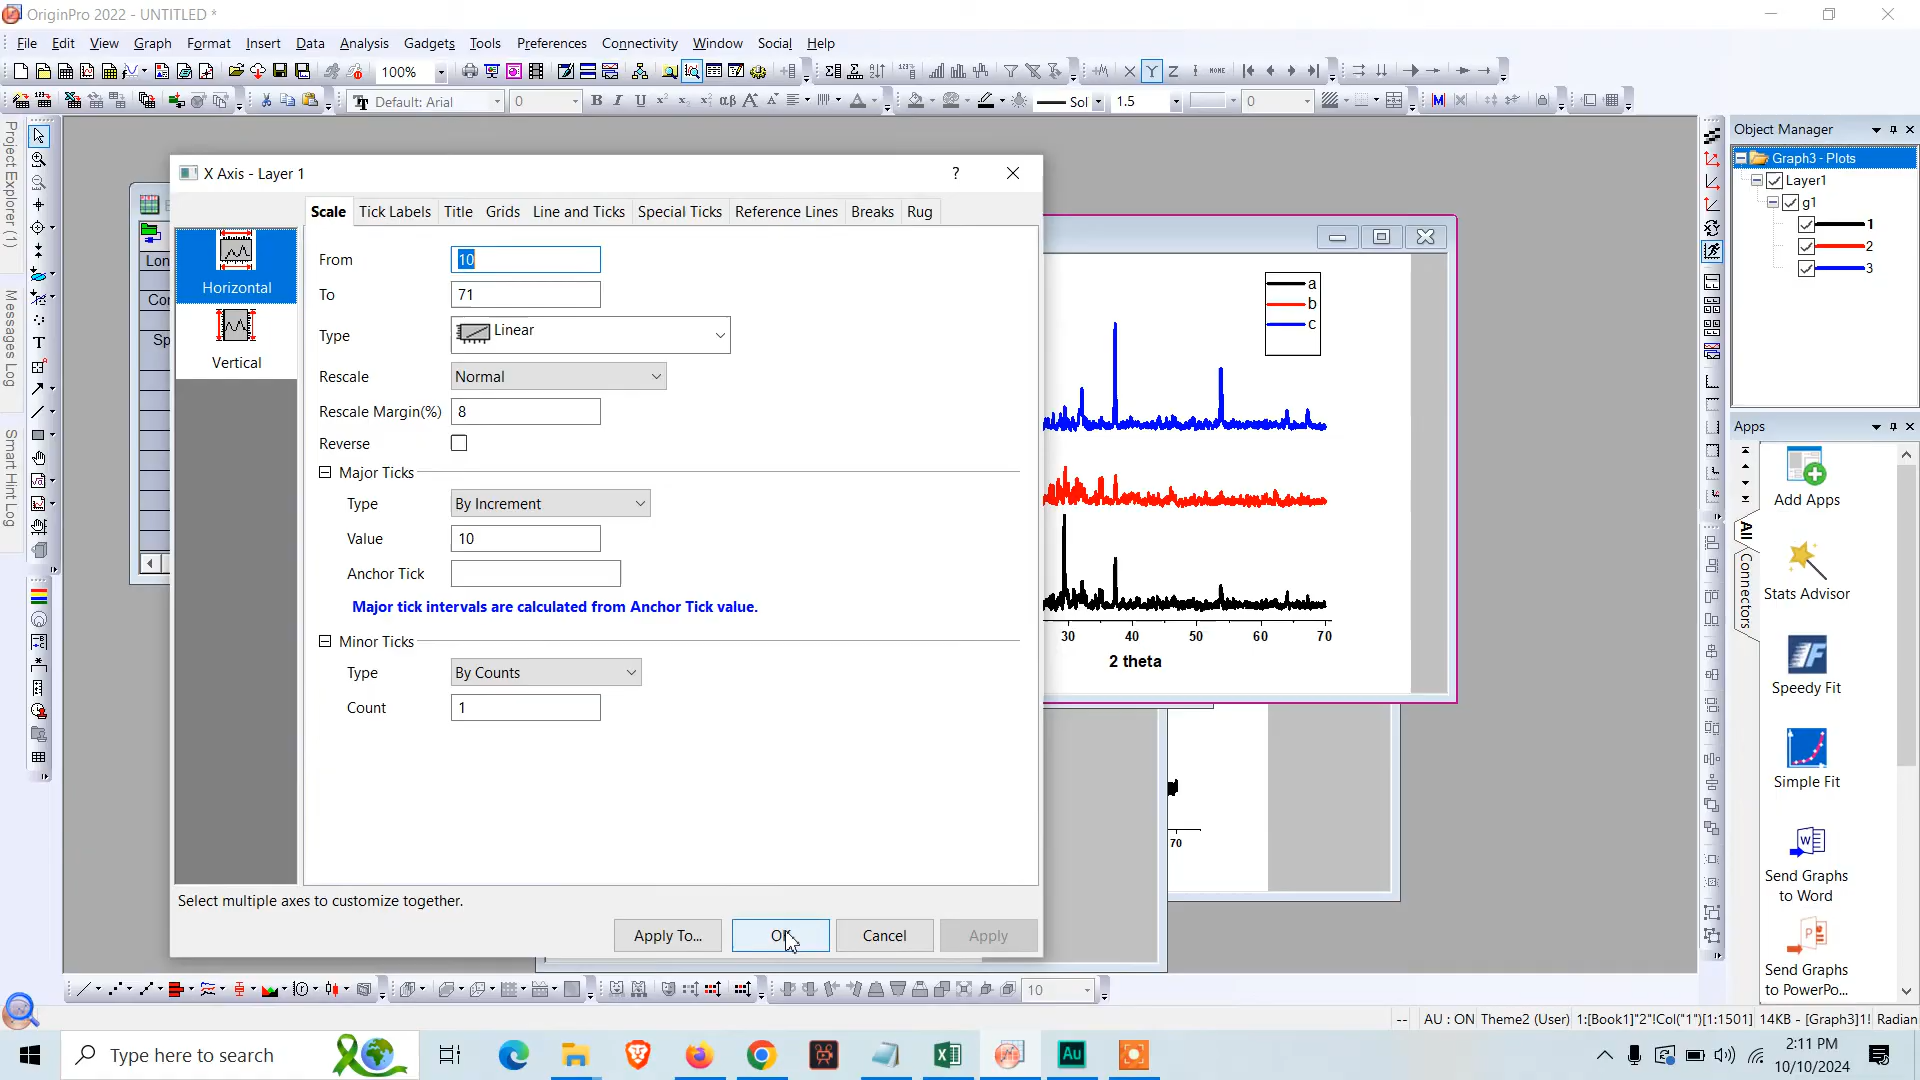 OriginPro 2022 - UNTITLED *
File Edit View Graph Format Insert Data Analysis Gadgets Tools Preferences Connectivity Window Social Help
100%
Default: Arial 0 B I U Sol 1.5 0
Project Explorer (1)
Messages Log
Smart Hint Log
X Axis - Layer 1
Scale Tick Labels Title Grids Line and Ticks Special Ticks Reference Lines Breaks Rug
Horizontal
Vertical
From 10
To 71
Type Linear
Rescale Normal
Rescale Margin(%) 8
Reverse
Major Ticks
Type By Increment
Value 10
Anchor Tick
Major tick intervals are calculated from Anchor Tick value.
Minor Ticks
Type By Counts
Count 1
Select multiple axes to customize together.
Apply To... OK Cancel Apply
Lon
Sp
a
b
c
30 40 50 60 70
2 theta
70
Object Manager
Graph3 - Plots
Layer1
g1
1
2
3
Apps
All
Connectors
Add Apps
Stats Advisor
Speedy Fit
Simple Fit
Send Graphs
to Word
Send Graphs
to PowerPo...
10
-- AU : ON Theme2 (User) 1:[Book1]"2"!Col("1")[1:1501] 14KB - [Graph3]1! Radian
Type here to search
2:11 PM
10/10/2024